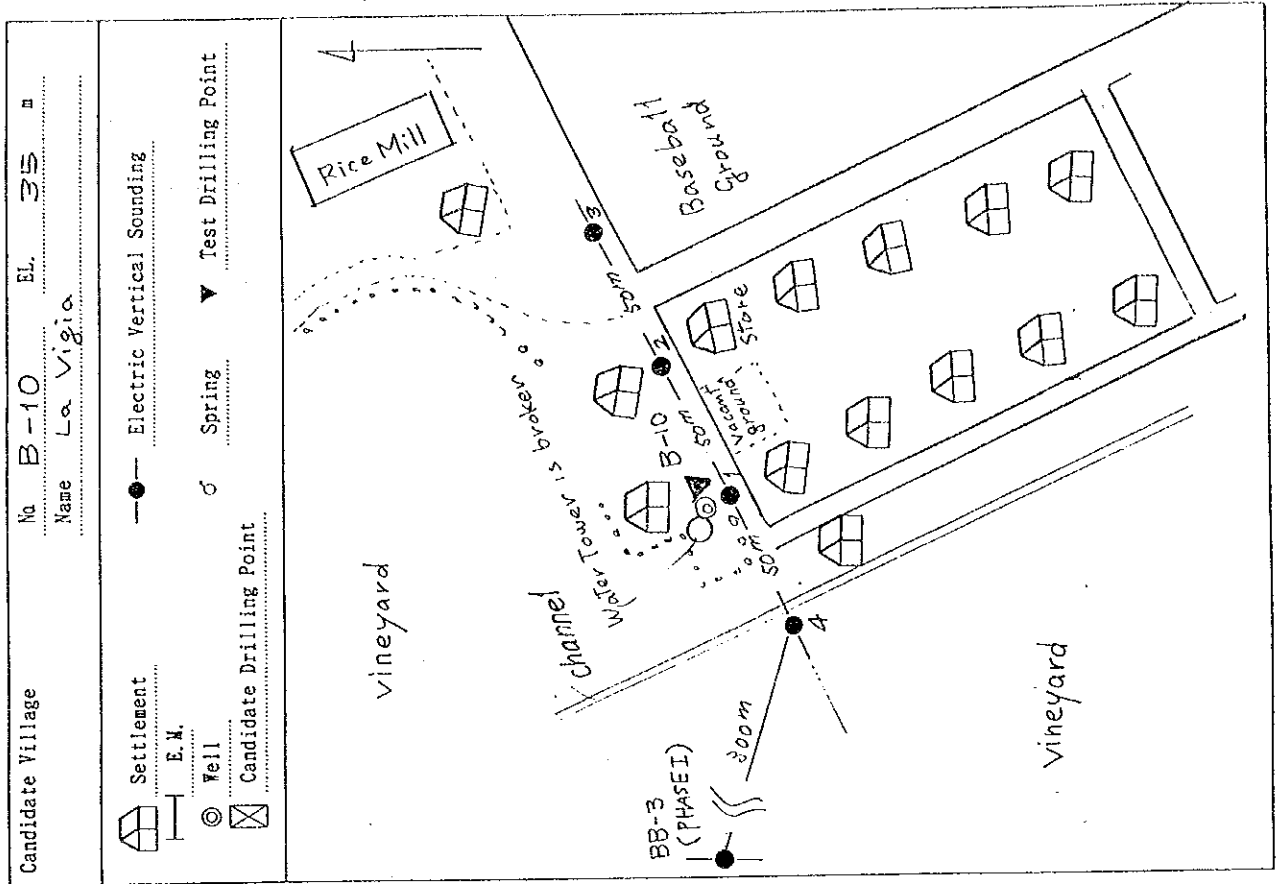 Candidate Village
No B-10 EL. 35 m
Name La Vigia
Settlement
E.M.
Well
Candidate Drilling Point
Electric Vertical Sounding
Spring
Test Drilling Point
Rice Mill
vineyard
Channel
Water Tower is broken
Baseball
Ground
3
50m
2
50m
B-10
1
50m
4
vacant
ground
Store
BB-3
(PHASEI)
300m
vineyard